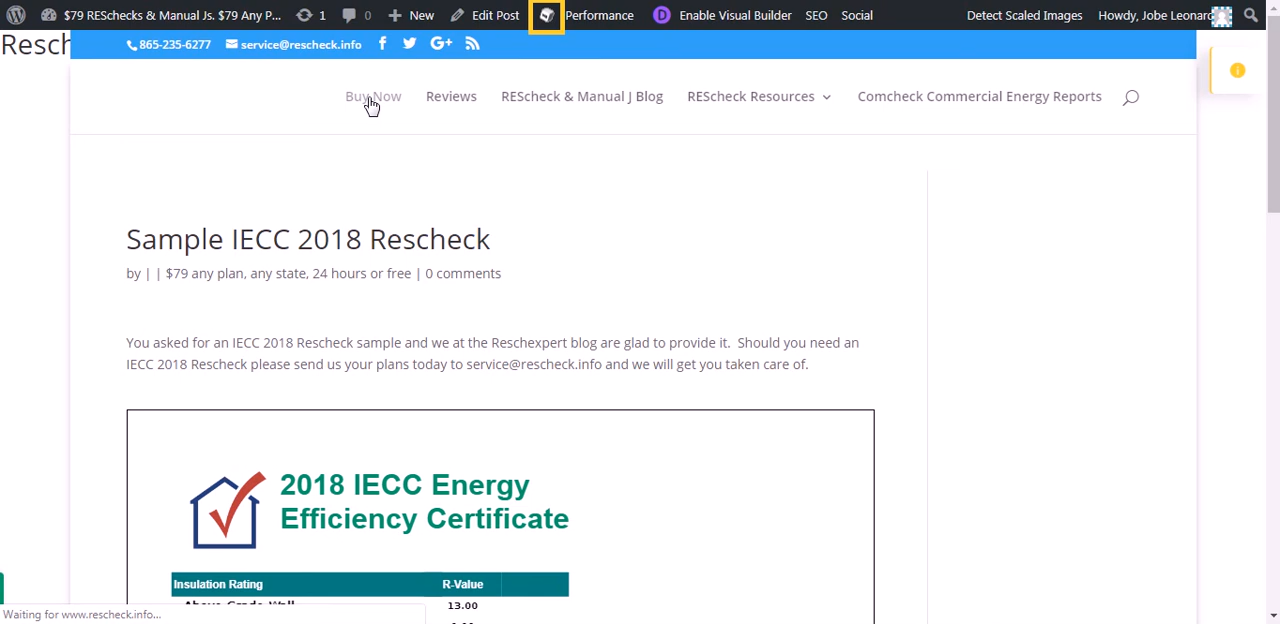 $79 RESchecks & Manual Js. $79 Any P... 1 0 New Edit Post Performance D Enable Visual Builder SEO Social Detect Scaled Images Howdy, Jobe Leonard
Resch
865-235-6277 service@rescheck.info
Buy Now Reviews REScheck & Manual J Blog REScheck Resources Comcheck Commercial Energy Reports
Sample IECC 2018 Rescheck
by | | $79 any plan, any state, 24 hours or free | 0 comments
You asked for an IECC 2018 Rescheck sample and we at the Reschexpert blog are glad to provide it. Should you need an
IECC 2018 Rescheck please send us your plans today to service@rescheck.info and we will get you taken care of.
2018 IECC Energy
Efficiency Certificate
Insulation Rating R-Value
Above-Grade Wall 13.00
Waiting for www.rescheck.info...